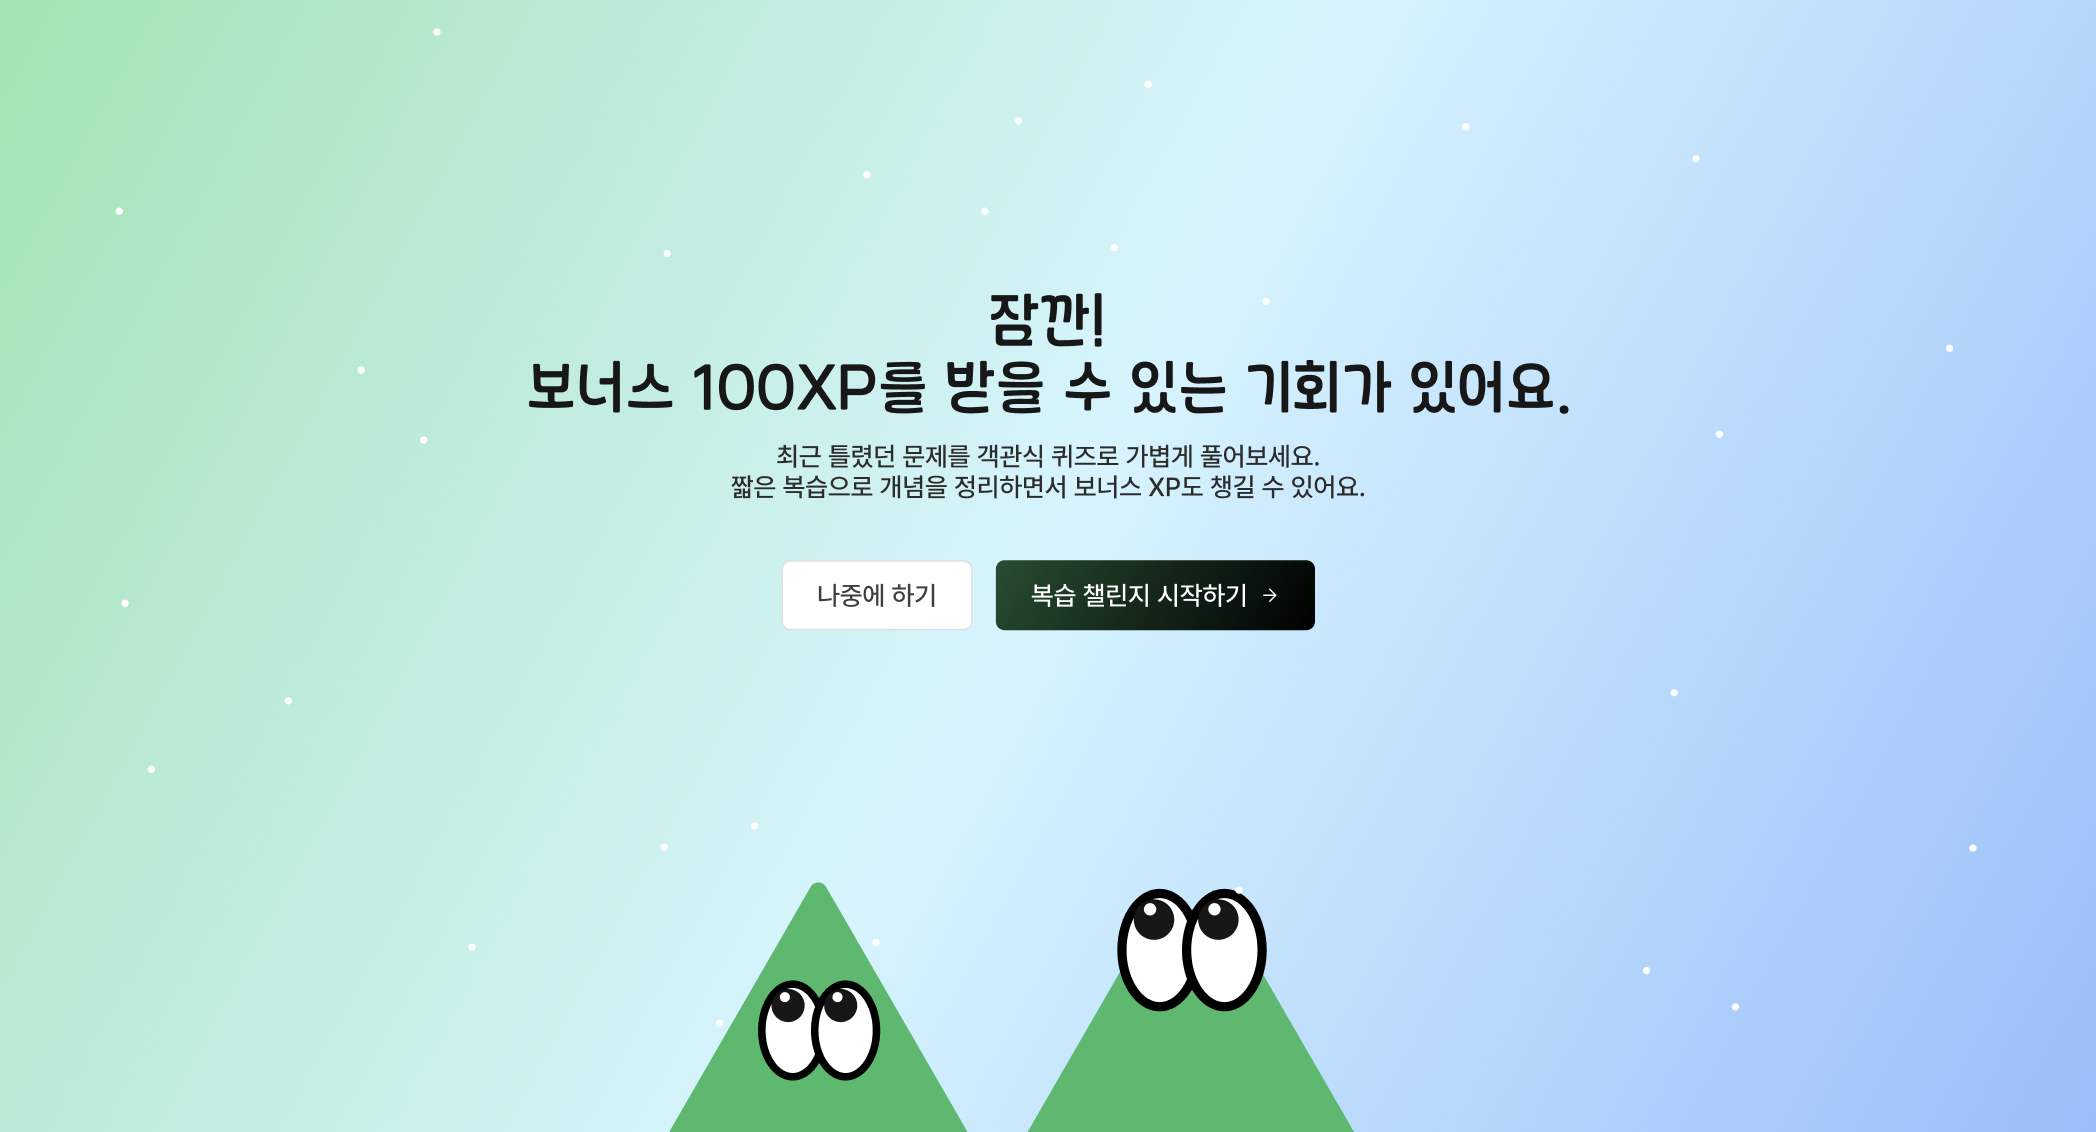 잠깐!
보너스 100XP를 받을 수 있는 기회가 있어요.
최근 틀렸던 문제를 객관식 퀴즈로 가볍게 풀어보세요.
짧은 복습으로 개념을 정리하면서 보너스 XP도 챙길 수 있어요.
나중에 하기
복습 챌린지 시작하기 →